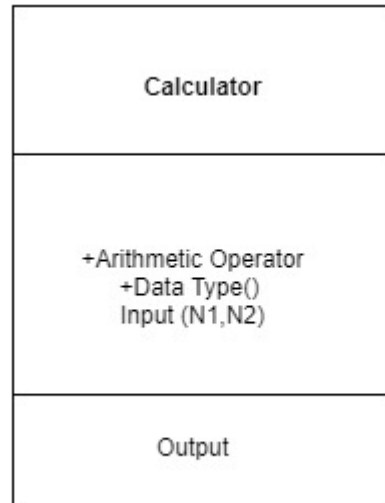 Calculator
+Arithmetic Operator
+Data Type()
Input (N1,N2)
Output